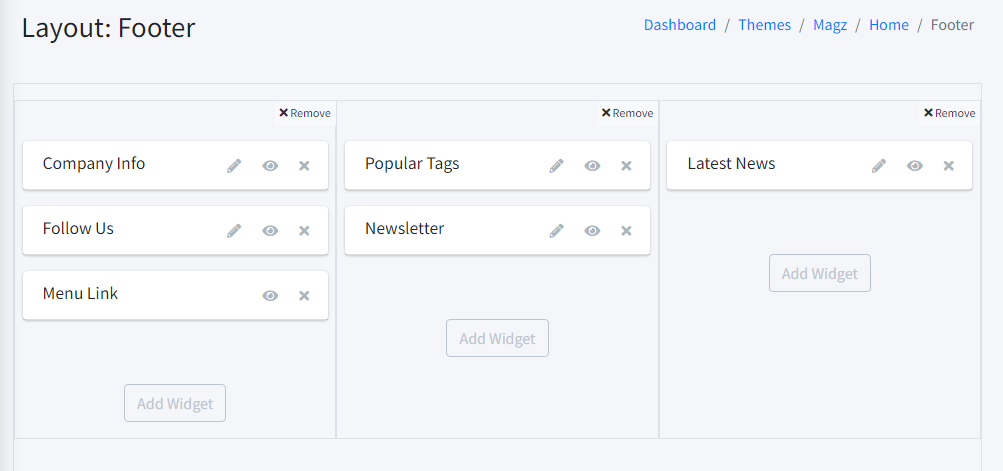 Layout: Footer
Dashboard / Themes / Magz / Home / Footer
Remove
Company Info
Follow Us
Menu Link
Add Widget
Remove
Popular Tags
Newsletter
Add Widget
Remove
Latest News
Add Widget